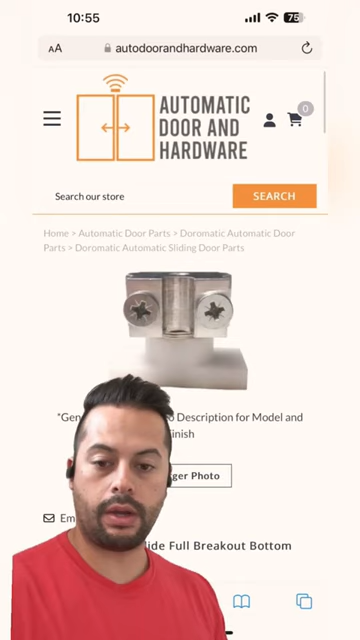 10:55
75
AA autodoorandhardware.com
AUTOMATIC
DOOR AND
HARDWARE
0
Search our store
SEARCH
Home > Automatic Door Parts > Doromatic Automatic Door
Parts > Doromatic Automatic Sliding Door Parts
Description for Model and
ger Photo
Em
ide Full Breakout Bottom